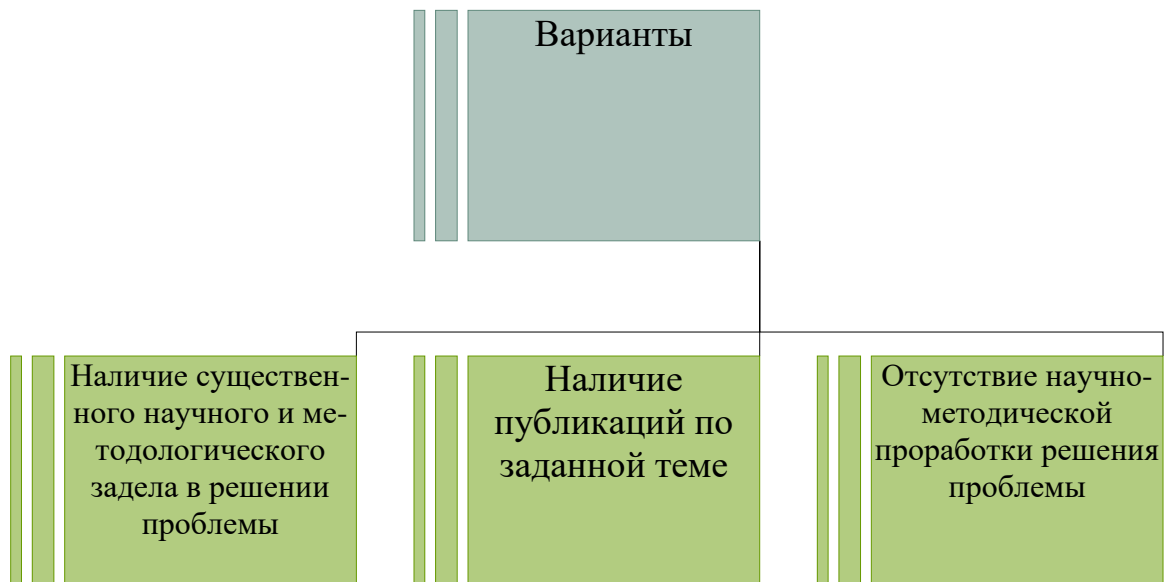 Варианты
Наличие существен-
ного научного и ме-
тодологического
задела в решении
проблемы
Наличие
публикаций по
заданной теме
Отсутствие научно-
методической
проработки решения
проблемы